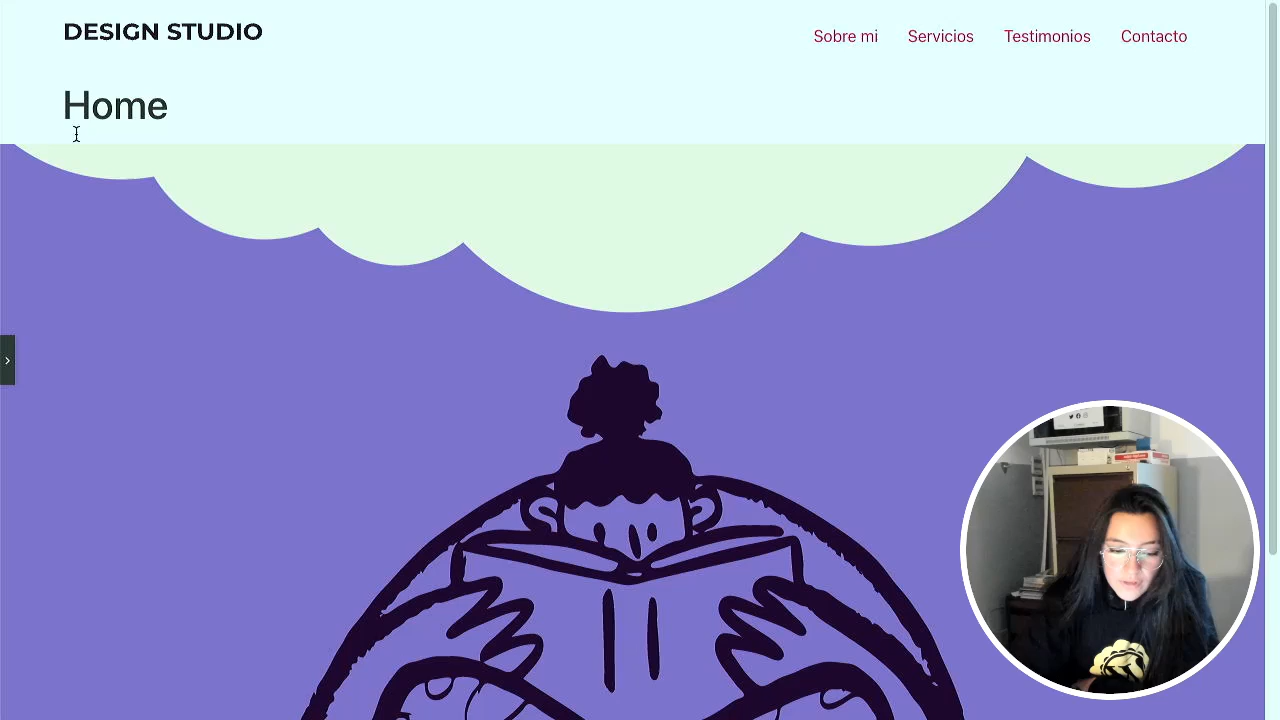 DESIGN STUDIO
Sobre mi
Servicios
Testimonios
Contacto
Home